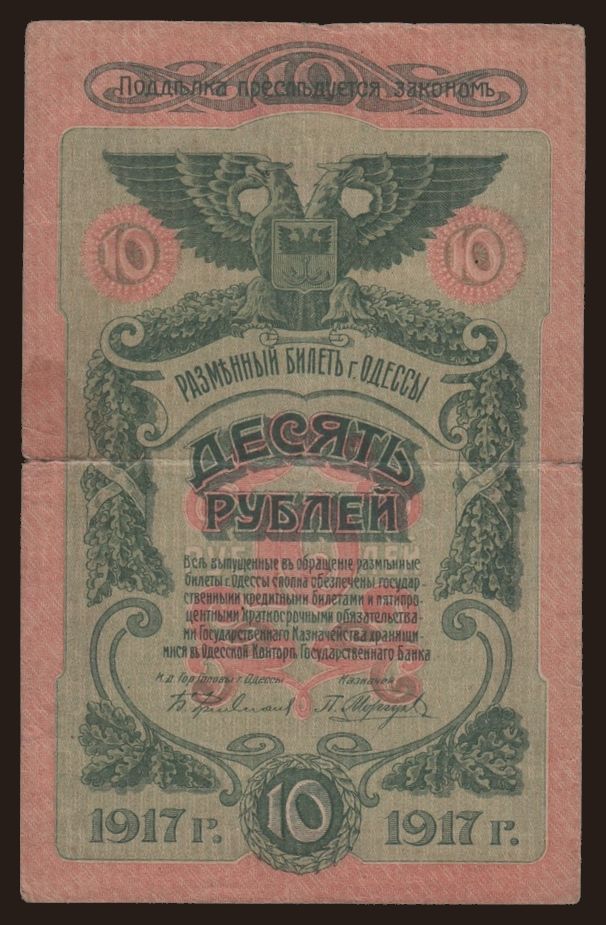 Поддѣлка преслѣдуется закономъ
10
10 10
РАЗМѢННЫЙ БИЛЕТЪ Г. ОДЕССЫ
ДЕСЯТЬ
РУБЛЕЙ
Всѣ выпущенные въ обращеніе размѣнные
билеты г. Одессы сполна обезпечены государ-
ственными кредитными билетами и пятипро-
центными краткосрочными обязательства-
ми Государственнаго Казначейства хранящи-
мися въ Одесской Конторѣ Государственнаго Банка
И.Д. Гор. Головы г. Одессы Казначей
10
1917 г. 1917 г.